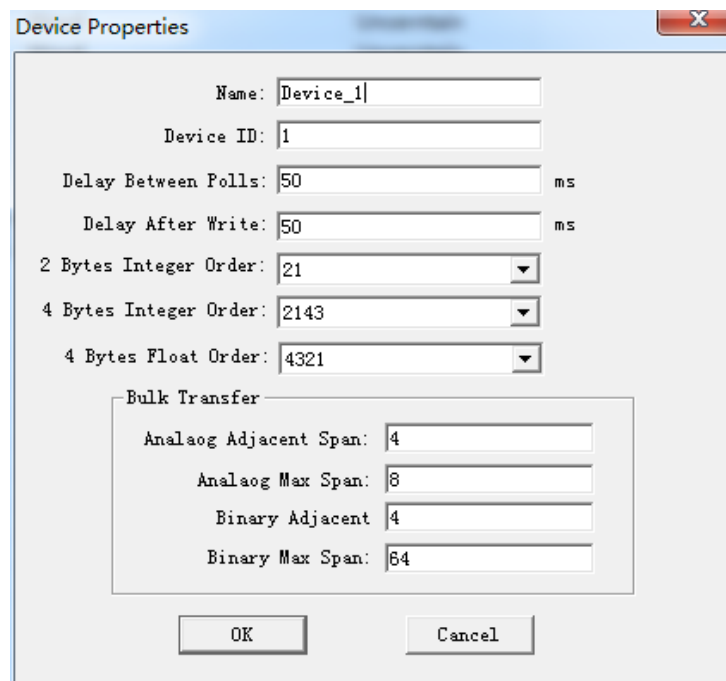 Device Properties
Name: Device_1
Device ID: 1
Delay Between Polls: 50 ms
Delay After Write: 50 ms
2 Bytes Integer Order: 21
4 Bytes Integer Order: 2143
4 Bytes Float Order: 4321
Bulk Transfer
Analaog Adjacent Span: 4
Analaog Max Span: 8
Binary Adjacent 4
Binary Max Span: 64
OK Cancel